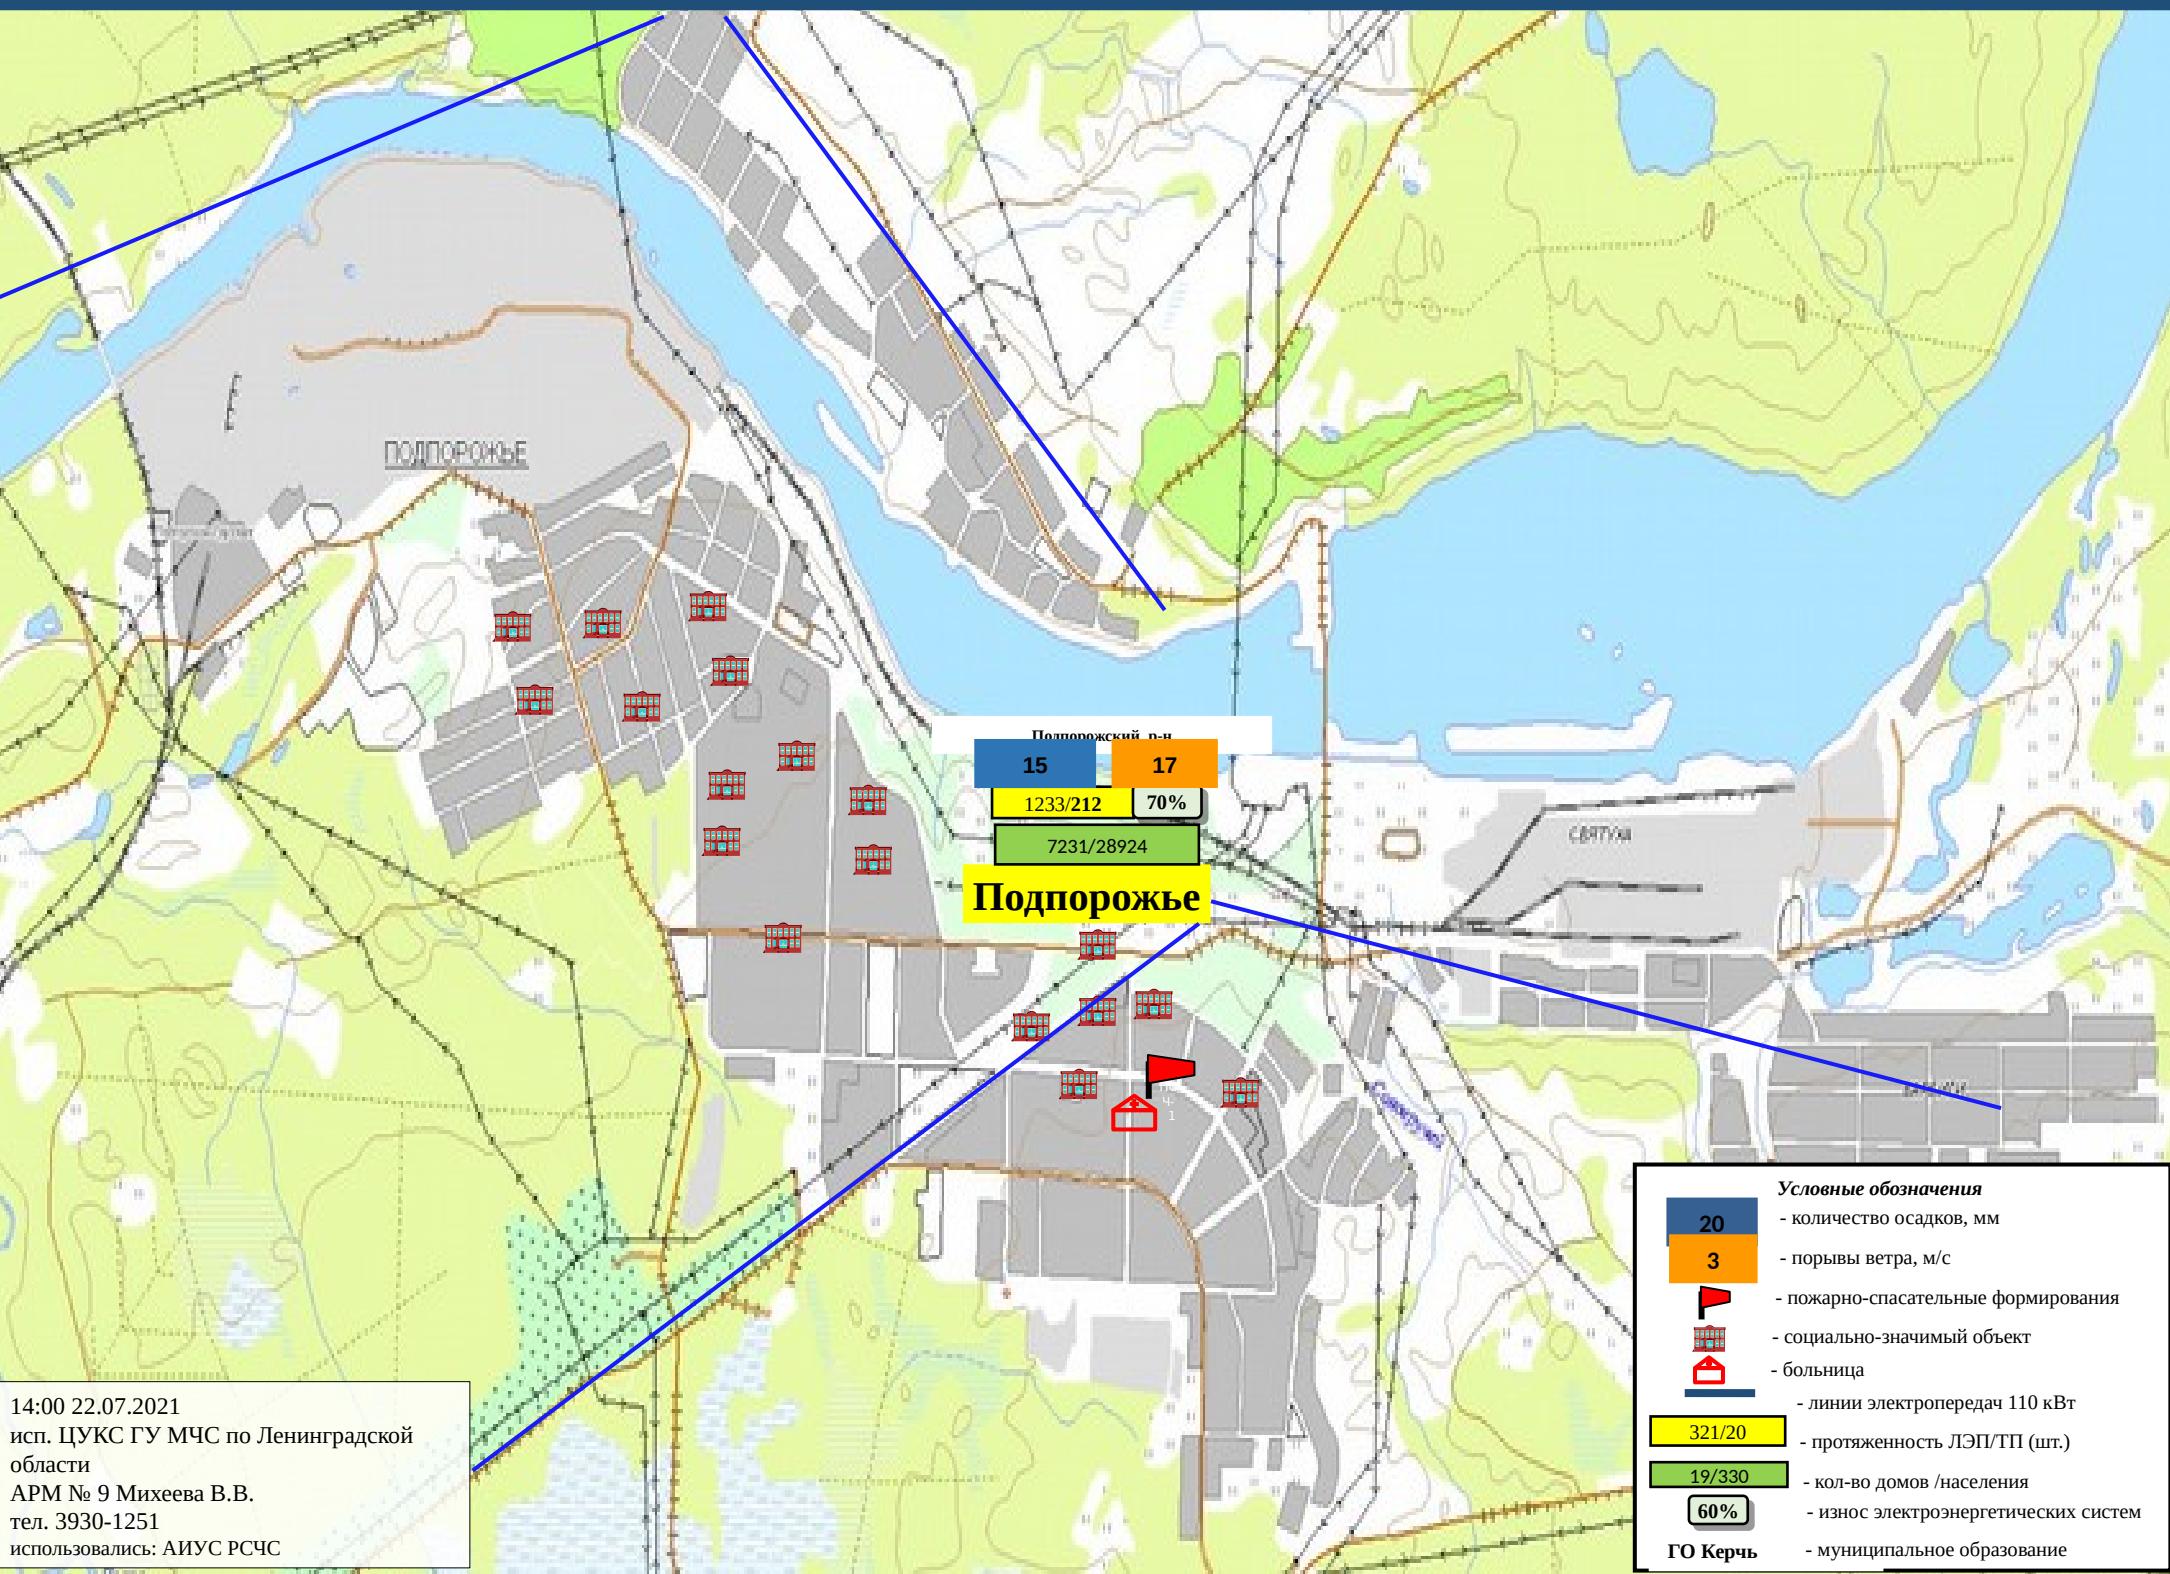 ПОДПОРОЖЬЕ
Подпорожский р-н
15
17
1233/212
70%
7231/28924
Подпорожье
СВЯТУХА
Условные обозначения
20 - количество осадков, мм
3 - порывы ветра, м/с
- пожарно-спасательные формирования
- социально-значимый объект
- больница
- линии электропередач 110 кВт
321/20 - протяженность ЛЭП/ТП (шт.)
19/330 - кол-во домов /населения
60% - износ электроэнергетических систем
ГО Керчь - муниципальное образование
14:00 22.07.2021
исп. ЦУКС ГУ МЧС по Ленинградской
области
АРМ № 9 Михеева В.В.
тел. 3930-1251
использовались: АИУС РСЧС